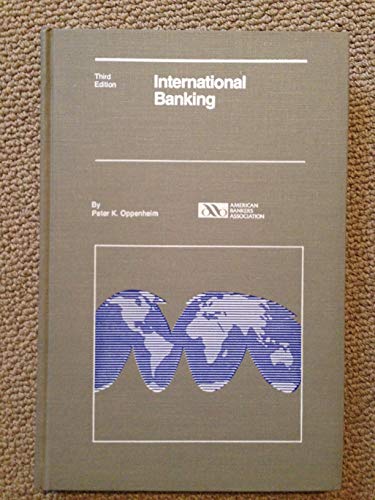 Third
Edition
International
Banking
By
Peter K. Oppenheim
AMERICAN
BANKERS
ASSOCIATION